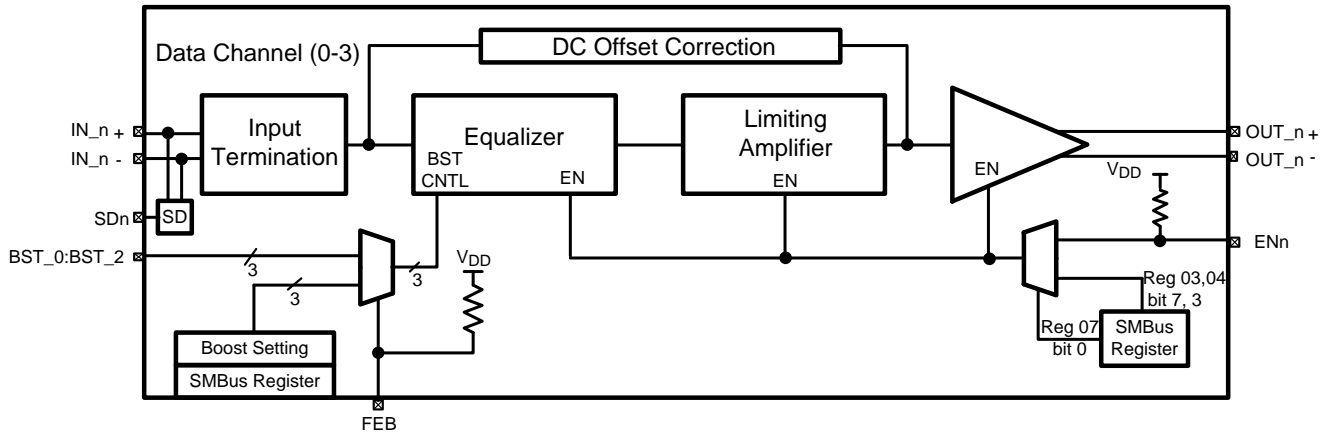 Data Channel (0-3)
DC Offset Correction
IN_n +
IN_n -
Input
Termination
Equalizer
BST
CNTL
EN
Limiting
Amplifier
EN
EN
OUT_n +
OUT_n -
VDD
SDn
SD
BST_0:BST_2
3
3
3
VDD
ENn
Reg 03,04
bit 7, 3
Reg 07
bit 0
SMBus
Register
Boost Setting
SMBus Register
FEB